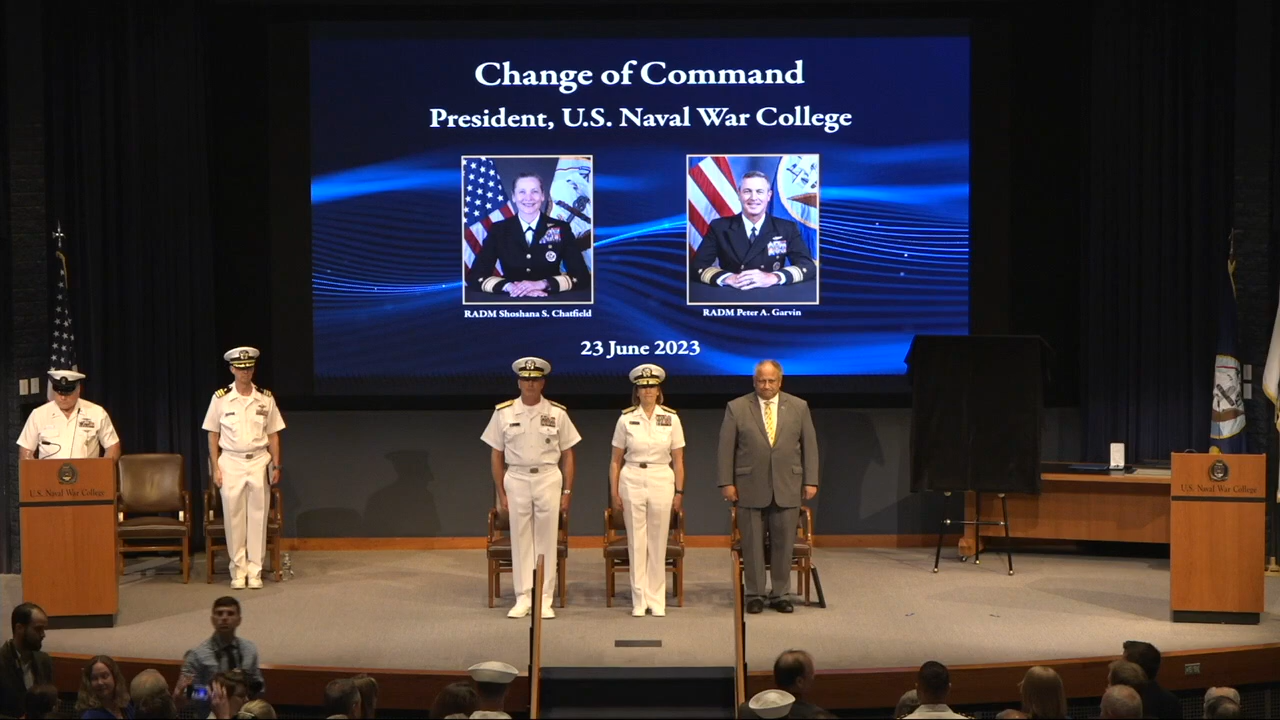 Change of Command
President, U.S. Naval War College
RADM Shoshana S. Chatfield
RADM Peter A. Garvin
23 June 2023
U.S. Naval War College
U.S. Naval War College